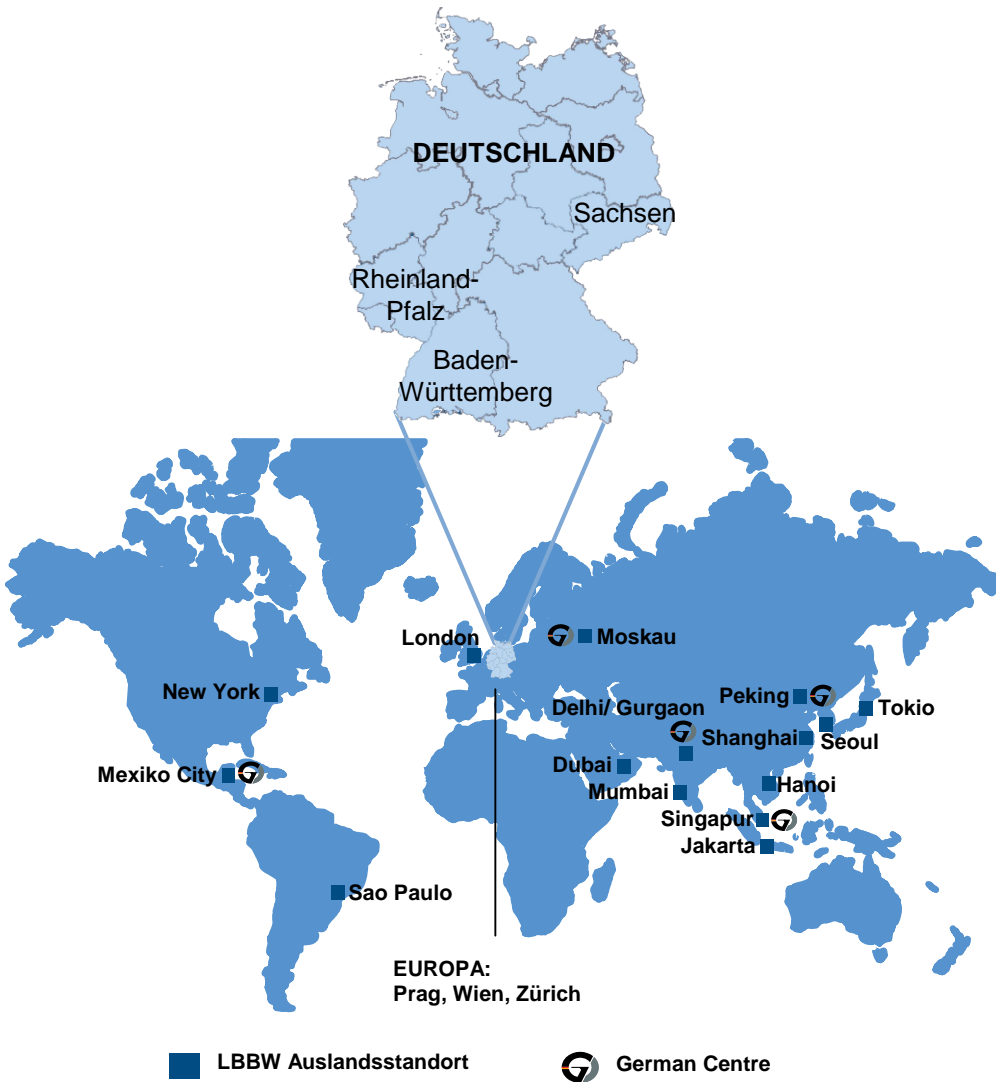 DEUTSCHLAND
Sachsen
Rheinland-
Pfalz
Baden-
Württemberg
London
Moskau
New York
Delhi/ Gurgaon
Peking
Tokio
Shanghai
Seoul
Mexiko City
Dubai
Mumbai
Hanoi
Singapur
Jakarta
Sao Paulo
EUROPA:
Prag, Wien, Zürich
LBBW Auslandsstandort
German Centre